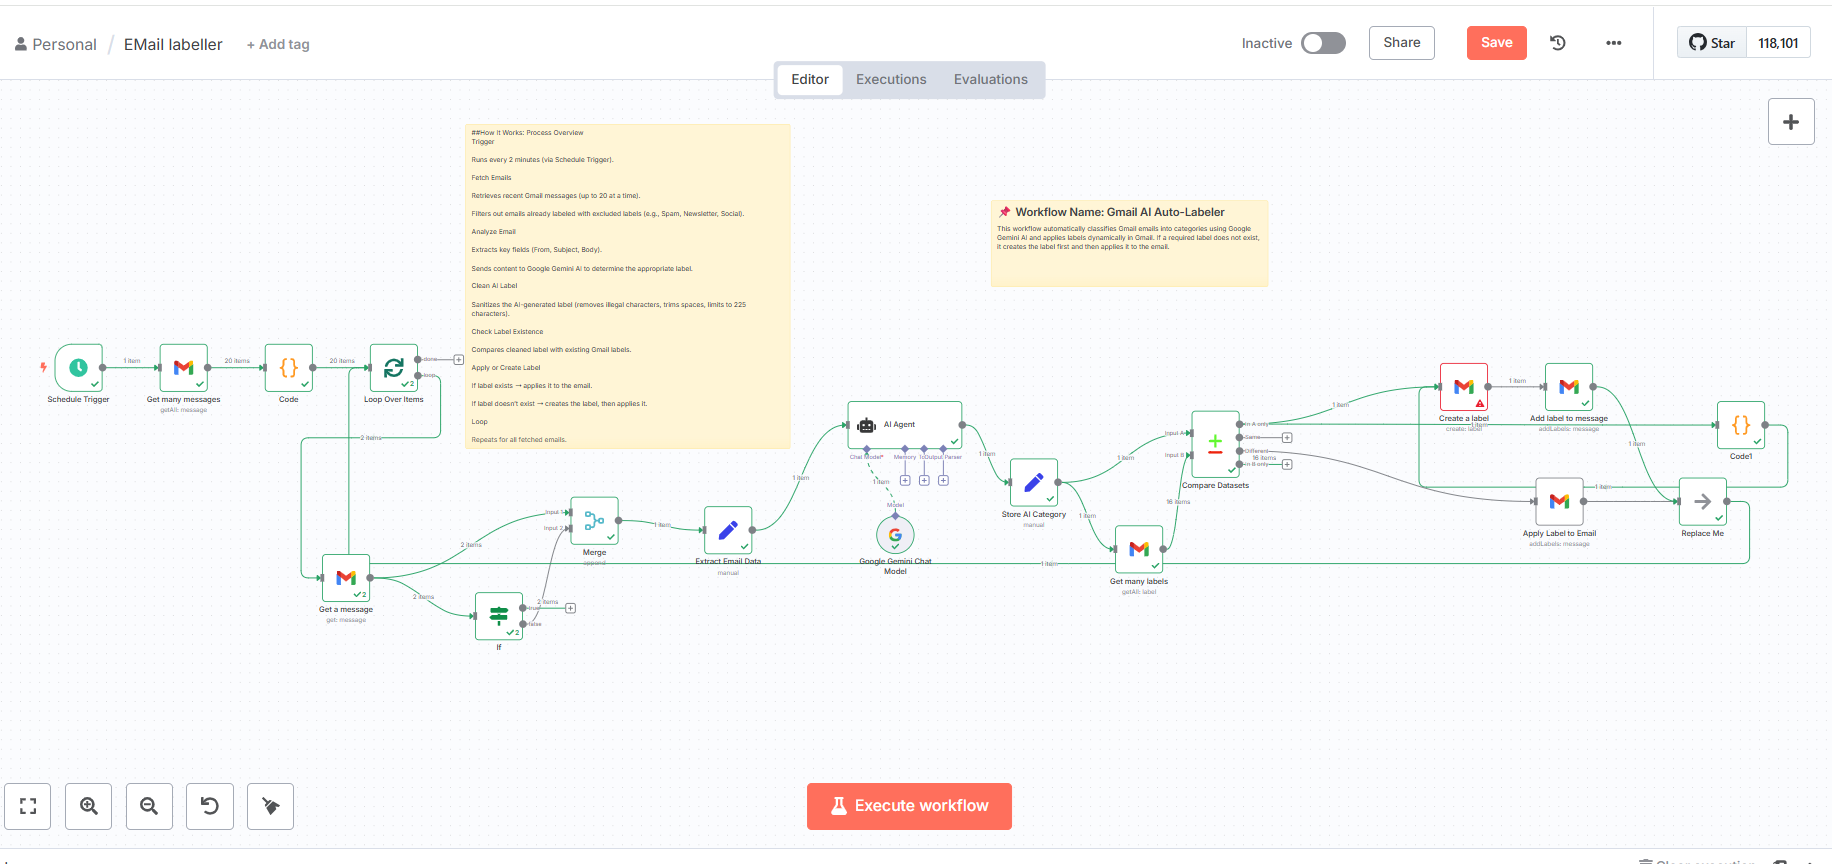 Personal / EMail labeller + Add tag
Inactive
Share
Save
Star 118,101
Editor Executions Evaluations
##How It Works: Process Overview
Trigger
Runs every 2 minutes (via Schedule Trigger).
Fetch Emails
Retrieves recent Gmail messages (up to 20 at a time).
Filters out emails already labeled with excluded labels (e.g., Spam, Newsletter, Social).
Analyze Email
Extracts key fields (From, Subject, Body).
Sends content to Google Gemini AI to determine the appropriate label.
Clean AI Label
Sanitizes the AI-generated label (removes illegal characters, trims spaces, limits to 225
characters).
Check Label Existence
Compares cleaned label with existing Gmail labels.
Apply or Create Label
If label exists → applies it to the email.
If label doesn't exist → creates the label, then applies it.
Loop
Repeats for all fetched emails.
📌 Workflow Name: Gmail AI Auto-Labeler
This workflow automatically classifies Gmail emails into categories using Google
Gemini AI and applies labels dynamically in Gmail. If a required label does not exist,
it creates the label first and then applies it to the email.
1 item
20 items
20 items
done
loop
2
Schedule Trigger
Get many messages
getAll: message
Code
Loop Over Items
2 items
Get a message
get: message
2
2 items
2 items
If
2
true
false
2 items
Input 1
Input 2
Merge
append
1 item
Extract Email Data
manual
1 item
AI Agent
Chat Model*
Memory
Output Parser
1 item
Model
Google Gemini Chat
Model
1 item
Store AI Category
manual
1 item
1 item
Get many labels
getAll: label
16 items
Input A
Input B
In A only
Same
Different
16 items
In B only
Compare Datasets
1 item
Create a label
create: label
1 item
1 item
Add label to message
addLabels: message
1 item
Code1
1 item
Apply Label to Email
addLabels: message
Replace Me
1 item
Execute workflow